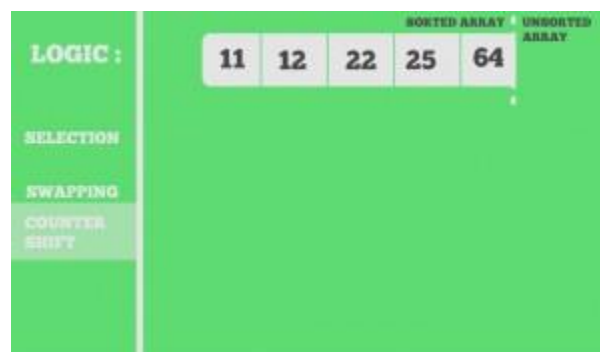 SORTED ARRAY UNSORTED
ARRAY
LOGIC :
11 12 22 25 64
SELECTION
SWAPPING
COUNTER
SHIFT